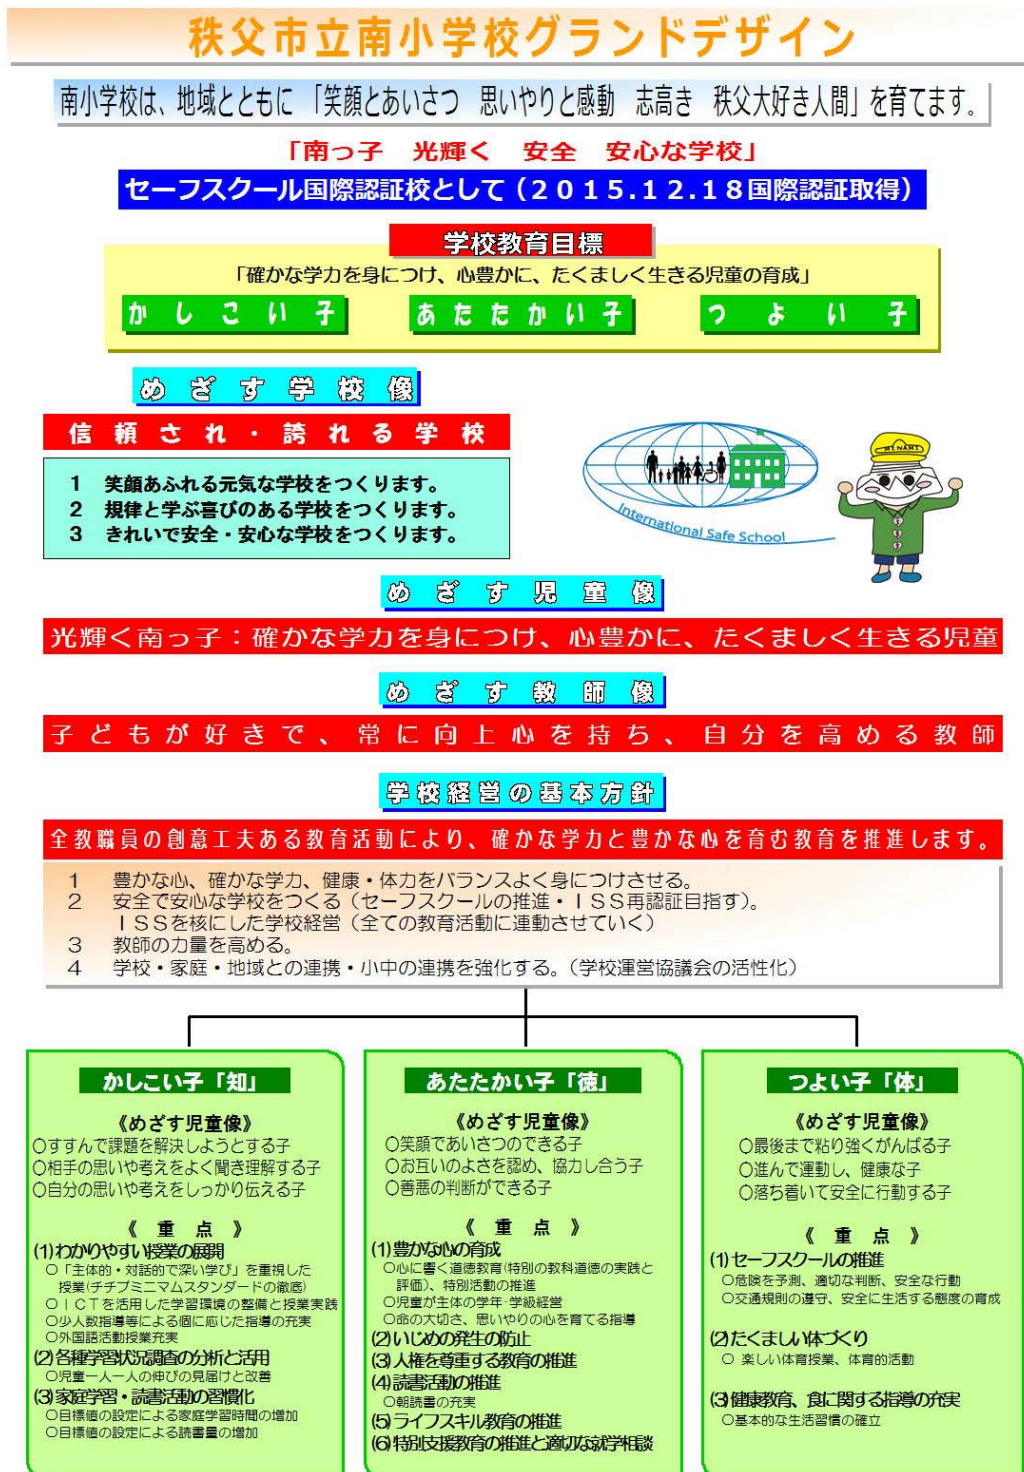 秩父市立南小学校グランドデザイン
南小学校は、地域とともに 「笑顔とあいさつ 思いやりと感動 志高き 秩父大好き人間」を育てます。
「南っ子 光輝く 安全 安心な学校」
セーフスクール国際認証校として(2015.12.18国際認証取得)
学校教育目標
「確かな学力を身につけ、心豊かに、たくましく生きる児童の育成」
かしこい子 あたたかい子 つよい子
めざす学校像
信頼され・誇れる学校
1 笑顔あふれる元気な学校をつくります。
2 規律と学ぶ喜びのある学校をつくります。
3 きれいで安全・安心な学校をつくります。
International Safe School
MINAMI
めざす児童像
光輝く南っ子:確かな学力を身につけ、心豊かに、たくましく生きる児童
めざす教師像
子どもが好きで、常に向上心を持ち、自分を高める教師
学校経営の基本方針
全教職員の創意工夫ある教育活動により、確かな学力と豊かな心を育む教育を推進します。
1 豊かな心、確かな学力、健康・体力をバランスよく身につけさせる。
2 安全で安心な学校をつくる(セーフスクールの推進・ISS再認証目指す)。
ISSを核にした学校経営(全ての教育活動に連動させていく)
3 教師の力量を高める。
4 学校・家庭・地域との連携・小中の連携を強化する。(学校運営協議会の活性化)
かしこい子「知」
《めざす児童像》
○すすんで課題を解決しようとする子
○相手の思いや考えをよく聞き理解する子
○自分の思いや考えをしっかり伝える子
《 重 点 》
(1)わかりやすい授業の展開
○「主体的・対話的で深い学び」を重視した
授業(チチブミニマムスタンダードの徹底)
○ICTを活用した学習環境の整備と授業実践
○少人数指導等による個に応じた指導の充実
○外国語活動授業充実
(2)各種学習状況調査の分析と活用
○児童一人一人の伸びの見届けと改善
(3)家庭学習・読書活動の習慣化
○目標値の設定による家庭学習時間の増加
○目標値の設定による読書量の増加
あたたかい子「徳」
《めざす児童像》
○笑顔であいさつのできる子
○お互いのよさを認め、協力し合う子
○善悪の判断ができる子
《 重 点 》
(1)豊かな心の育成
○心に響く道徳教育(特別の教科道徳の実践と
評価)、特別活動の推進
○児童が主体の学年・学級経営
○命の大切さ、思いやりの心を育てる指導
(2)いじめの発生の防止
(3)人権を尊重する教育の推進
(4)読書活動の推進
○朝読書の充実
(5)ライフスキル教育の推進
(6)特別支援教育の推進と適切な就学相談
つよい子「体」
《めざす児童像》
○最後まで粘り強くがんばる子
○進んで運動し、健康な子
○落ち着いて安全に行動する子
《 重 点 》
(1)セーフスクールの推進
○危険を予測、適切な判断、安全な行動
○交通規則の遵守、安全に生活する態度の育成
(2)たくましい体づくり
○ 楽しい体育授業、体育的活動
(3)健康教育、食に関する指導の充実
○基本的な生活習慣の確立